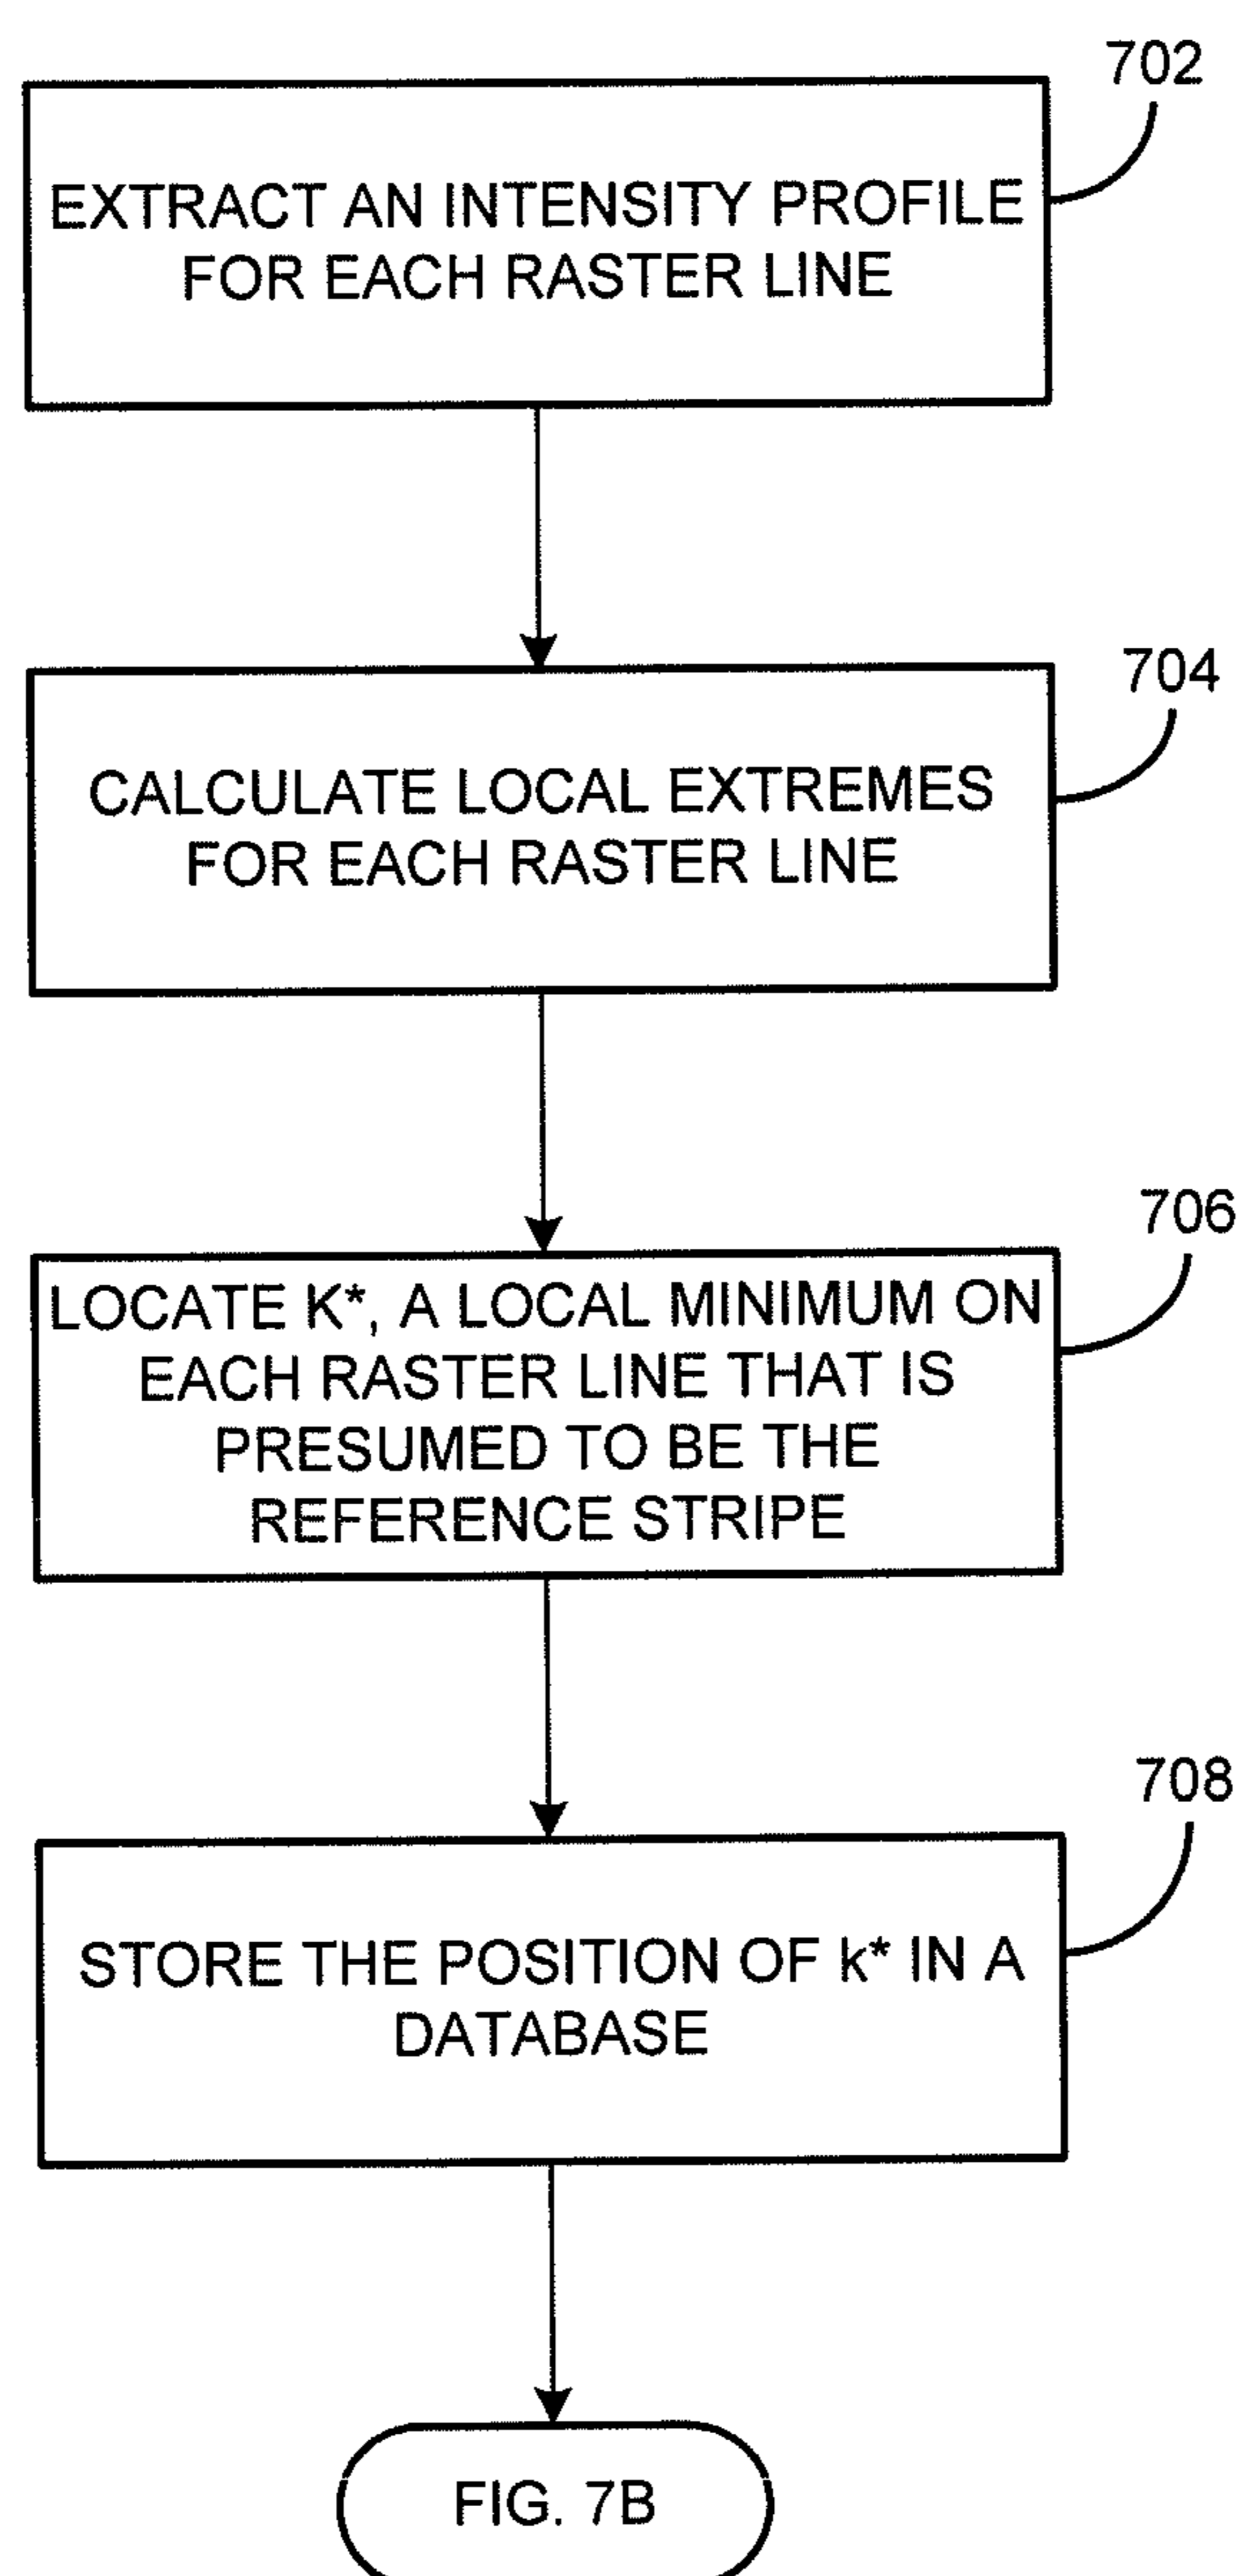 702
EXTRACT AN INTENSITY PROFILE
FOR EACH RASTER LINE
704
CALCULATE LOCAL EXTREMES
FOR EACH RASTER LINE
706
LOCATE K*, A LOCAL MINIMUM ON
EACH RASTER LINE THAT IS
PRESUMED TO BE THE
REFERENCE STRIPE
708
STORE THE POSITION OF k* IN A
DATABASE
FIG. 7B